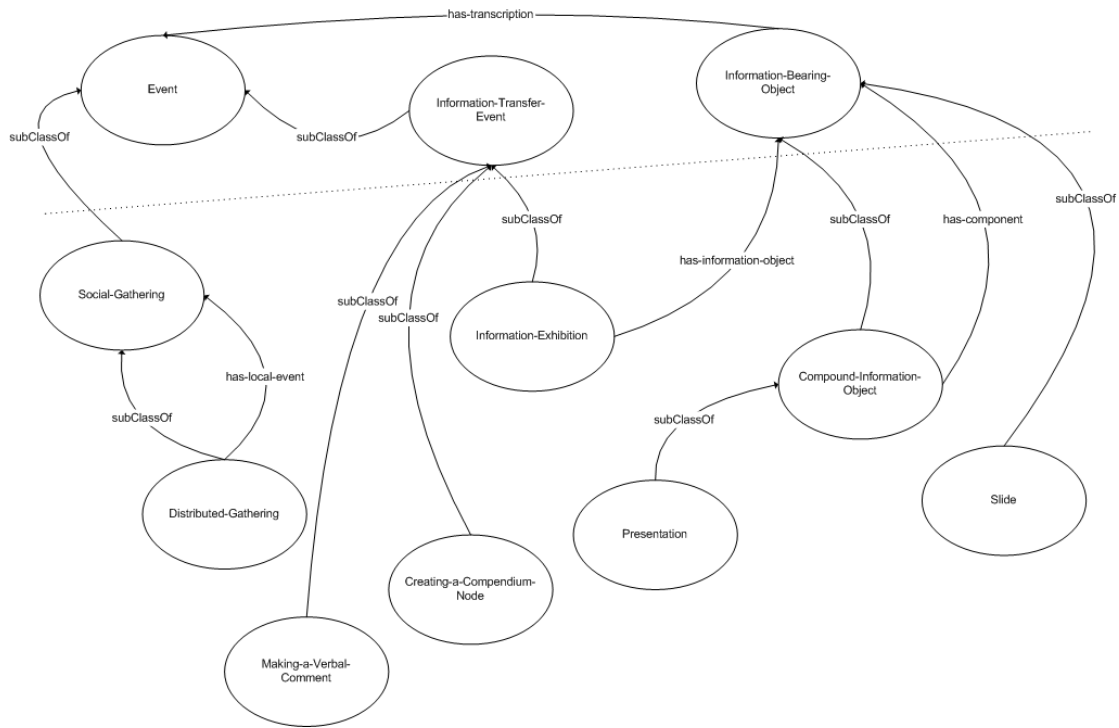 has-transcription
Event
Information-Transfer-
Event
Information-Bearing-
Object
subClassOf
subClassOf
subClassOf
subClassOf
has-component
subClassOf
has-information-object
Social-Gathering
subClassOf
subClassOf
Information-Exhibition
has-local-event
Compound-Information-
Object
subClassOf
subClassOf
Distributed-Gathering
Presentation
Slide
Creating-a-Compendium-
Node
Making-a-Verbal-
Comment